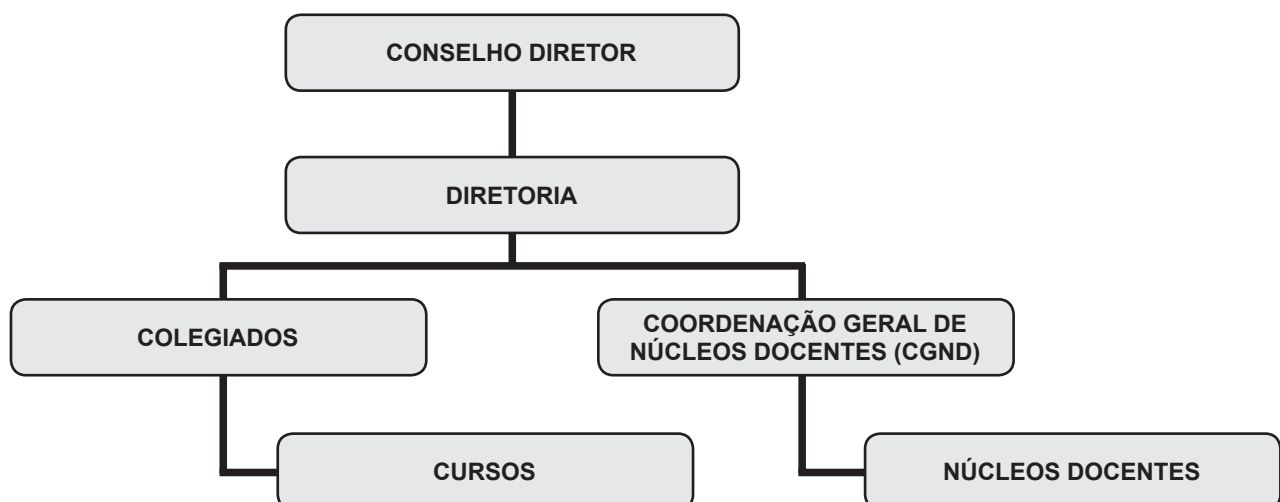 CONSELHO DIRETOR
DIRETORIA
COLEGIADOS
COORDENAÇÃO GERAL DE
NÚCLEOS DOCENTES (CGND)
CURSOS
NÚCLEOS DOCENTES